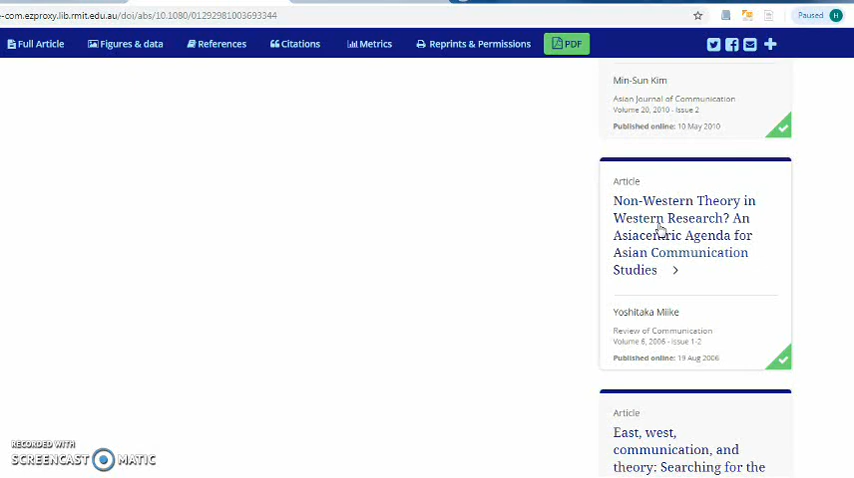 -com.ezproxy.lib.rmit.edu.au/doi/abs/10.1080/01292981003693344
Paused H
Full Article Figures & data References Citations Metrics Reprints & Permissions PDF
Min-Sun Kim
Asian Journal of Communication
Volume 20, 2010 - Issue 2
Published online: 10 May 2010
Article
Non-Western Theory in
Western Research? An
Asiacentric Agenda for
Asian Communication
Studies
Yoshitaka Miike
Review of Communication
Volume 6, 2006 - Issue 1-2
Published online: 19 Aug 2006
Article
East, west,
communication, and
theory: Searching for the
RECORDED WITH
SCREENCAST MATIC